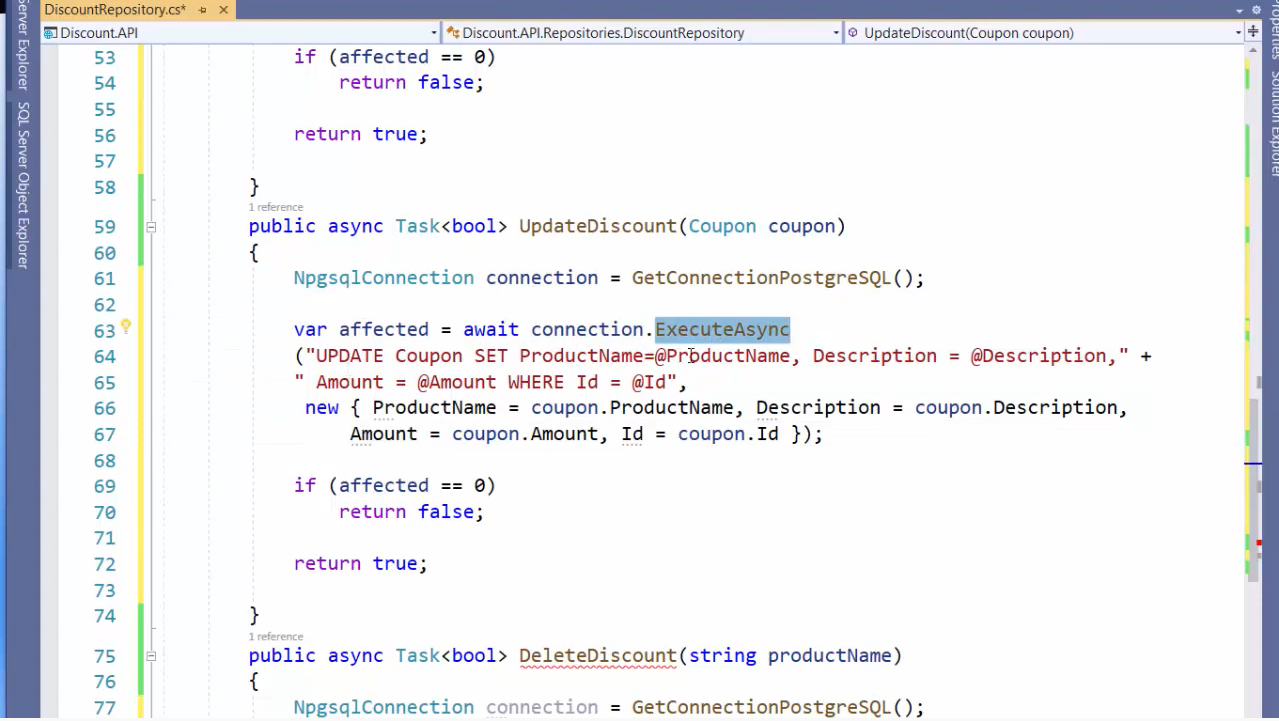 DiscountRepository.cs*
Discount.API
Discount.API.Repositories.DiscountRepository
UpdateDiscount(Coupon coupon)
Server Explorer
SQL Server Object Explorer
Properties
Solution Explorer
53 if (affected == 0)
54 return false;
55
56 return true;
57
58 }
1 reference
59 public async Task<bool> UpdateDiscount(Coupon coupon)
60 {
61 NpgsqlConnection connection = GetConnectionPostgreSQL();
62
63 var affected = await connection.ExecuteAsync
64 ("UPDATE Coupon SET ProductName=@ProductName, Description = @Description," +
65 " Amount = @Amount WHERE Id = @Id",
66 new { ProductName = coupon.ProductName, Description = coupon.Description,
67 Amount = coupon.Amount, Id = coupon.Id });
68
69 if (affected == 0)
70 return false;
71
72 return true;
73
74 }
1 reference
75 public async Task<bool> DeleteDiscount(string productName)
76 {
77 NpgsqlConnection connection = GetConnectionPostgreSQL();